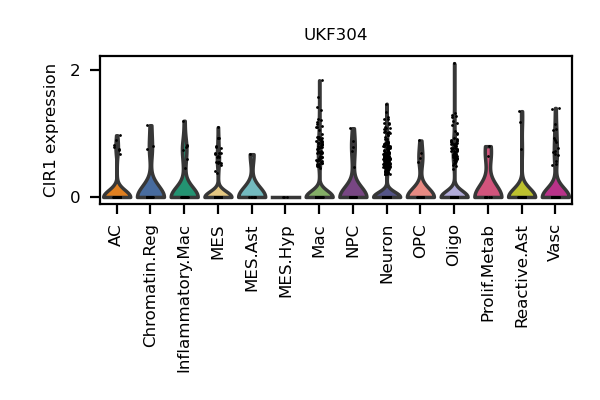 UKF304
CIR1 expression
2
0
AC
Chromatin.Reg
Inflammatory.Mac
MES
MES.Ast
MES.Hyp
Mac
NPC
Neuron
OPC
Oligo
Prolif.Metab
Reactive.Ast
Vasc